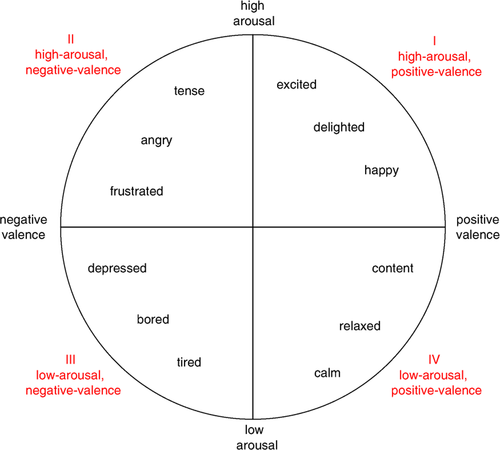 high
arousal
II
high-arousal,
negative-valence
I
high-arousal,
positive-valence
tense
excited
delighted
angry
happy
frustrated
negative
valence
positive
valence
depressed
content
bored
relaxed
tired
calm
III
low-arousal,
negative-valence
IV
low-arousal,
positive-valence
low
arousal